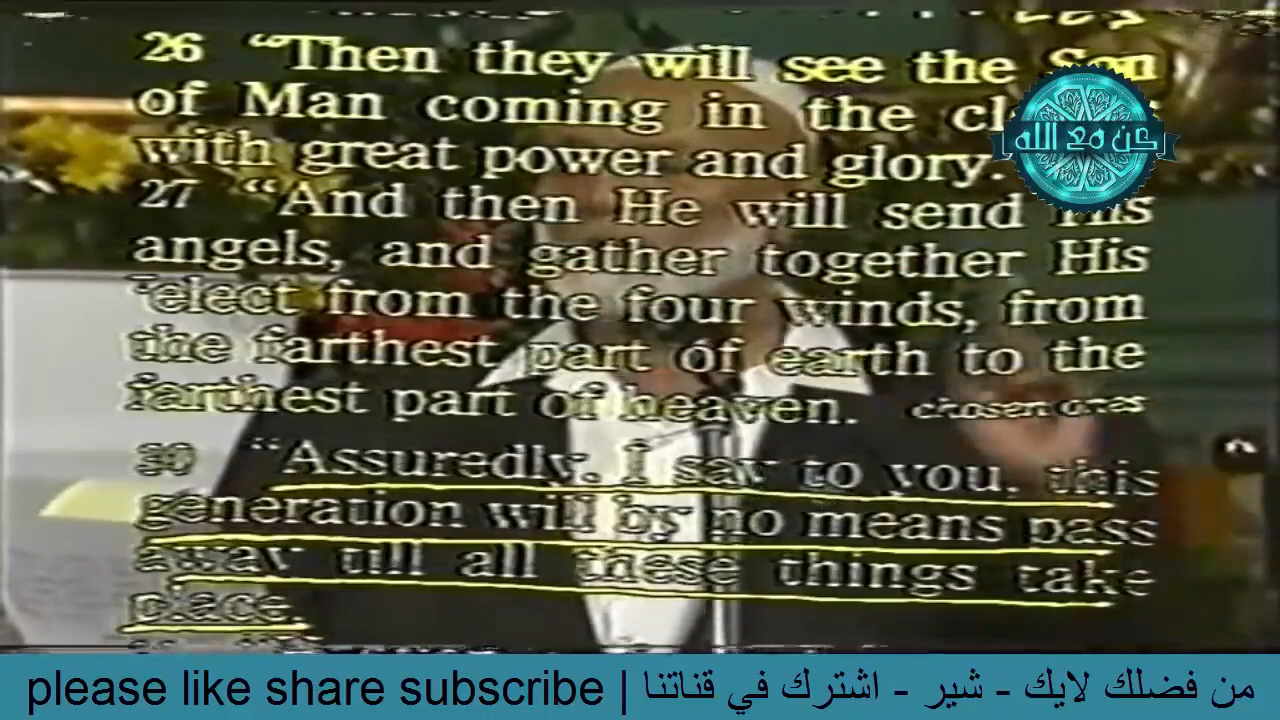 26 “Then they will see the Son
of Man coming in the
with great power and glory.
27 “And then He will send His
angels, and gather together His
elect from the four winds, from
the farthest part of earth to the
farthest part of heaven. chosen ones
30 “Assuredly, I say to you, this
generation will by no means pass
away till all these things take
place.
كن مع الله
please like share subscribe | من فضلك لايك - شير - اشترك في قناتنا